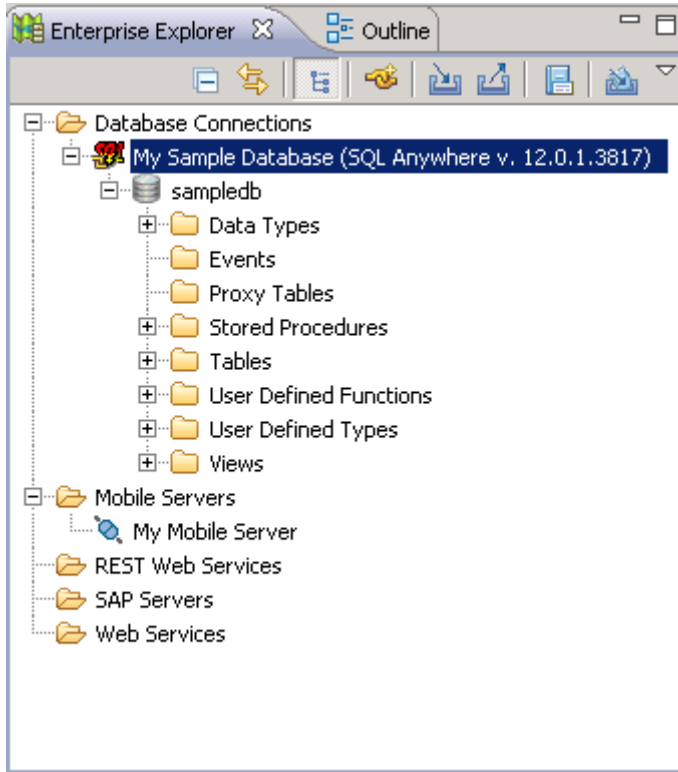 Enterprise Explorer Outline
Database Connections
My Sample Database (SQL Anywhere v. 12.0.1.3817)
sampledb
Data Types
Events
Proxy Tables
Stored Procedures
Tables
User Defined Functions
User Defined Types
Views
Mobile Servers
My Mobile Server
REST Web Services
SAP Servers
Web Services